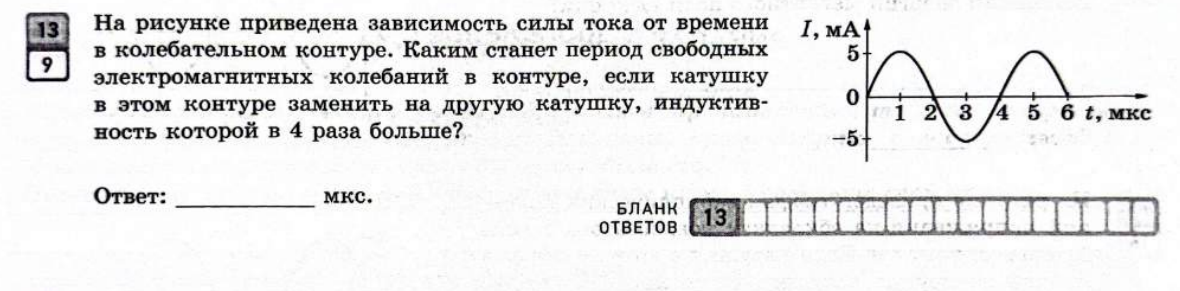 13
9
На рисунке приведена зависимость силы тока от времени
в колебательном контуре. Каким станет период свободных
электромагнитных колебаний в контуре, если катушку
в этом контуре заменить на другую катушку, индуктив-
ность которой в 4 раза больше?
I, мА
5
0
1 2 3 4 5 6 t, мкс
-5
Ответ: ____________ мкс.
БЛАНК
ОТВЕТОВ
13